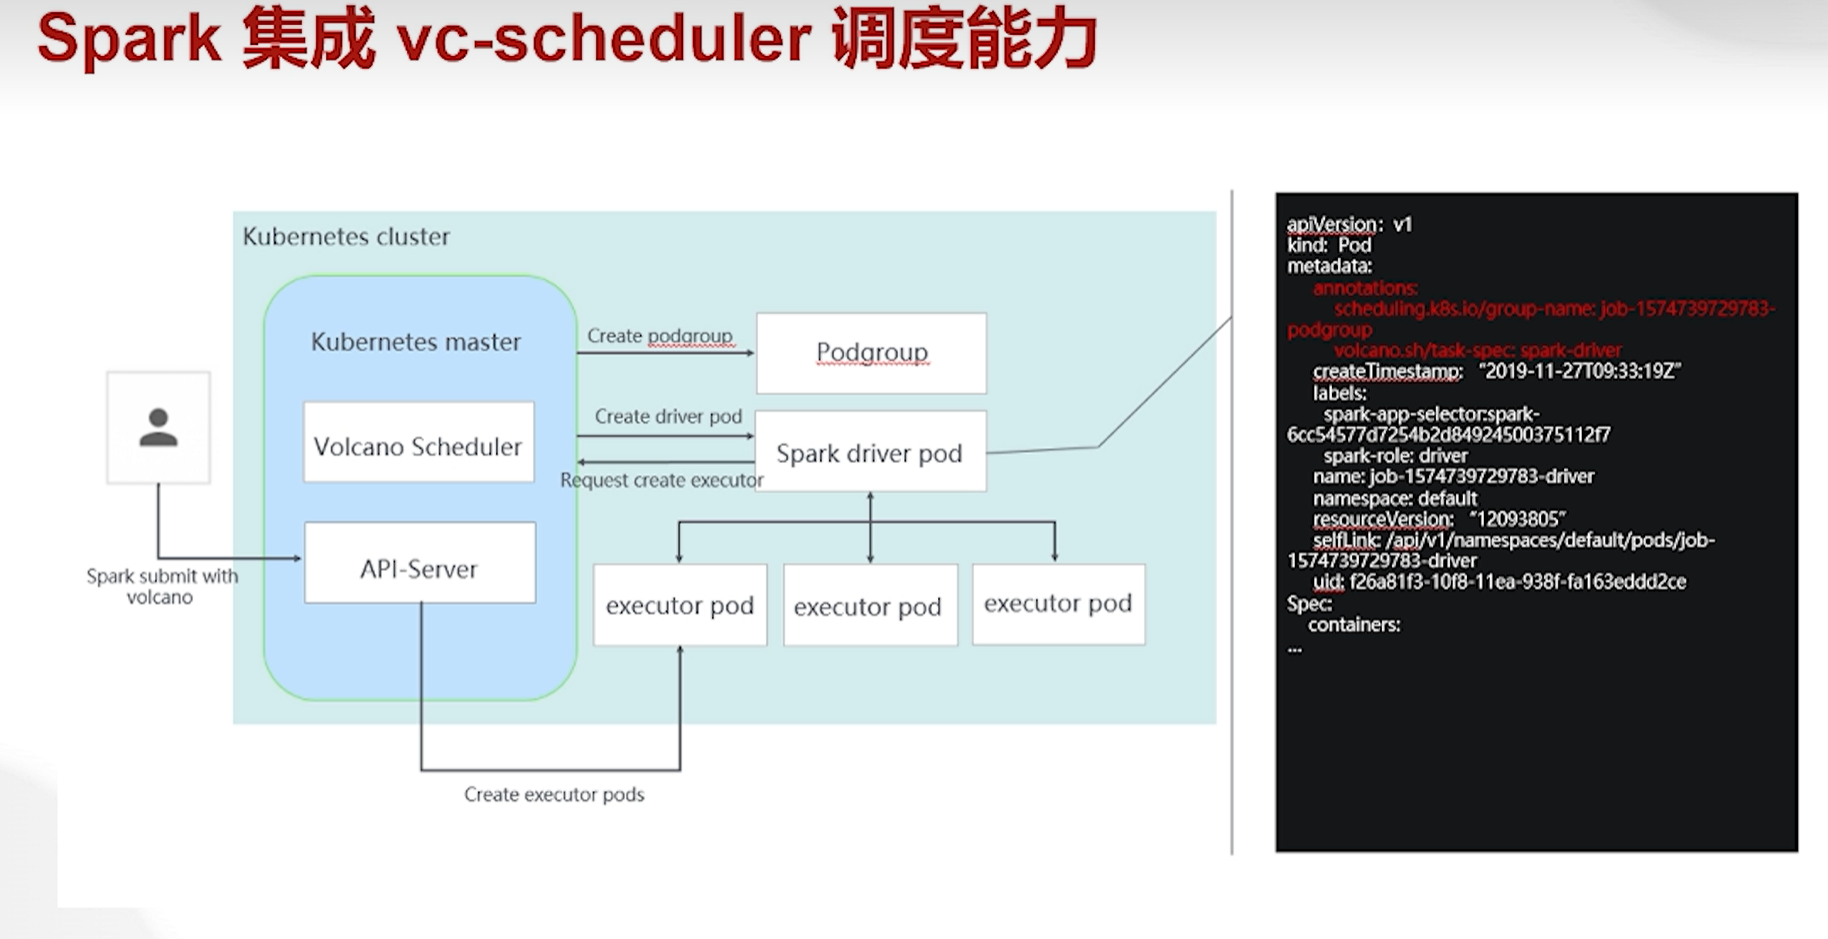 Spark 集成 vc-scheduler 调度能力
Kubernetes cluster
Kubernetes master
Volcano Scheduler
API-Server
Spark submit with
volcano
Create podgroup
Podgroup
Create driver pod
Spark driver pod
Request create executor
executor pod
executor pod
executor pod
Create executor pods
apiVersion: v1
kind: Pod
metadata:
annotations:
scheduling.k8s.io/group-name: job-1574739729783-
podgroup
volcano.sh/task-spec: spark-driver
createTimestamp: "2019-11-27T09:33:19Z"
labels:
spark-app-selector:spark-
6cc54577d7254b2d84924500375112f7
spark-role: driver
name: job-1574739729783-driver
namespace: default
resourceVersion: "12093805"
selfLink: /api/v1/namespaces/default/pods/job-
1574739729783-driver
uid: f26a81f3-10f8-11ea-938f-fa163eddd2ce
Spec:
containers:
...